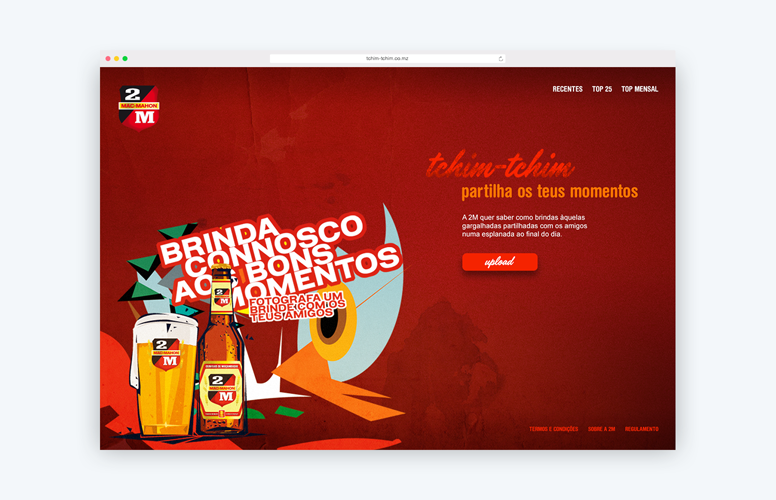 tchim-tchim.co.mz
2
MAC-MAHON
M
RECENTES TOP 25 TOP MENSAL
tchim-tchim
partilha os teus momentos
A 2M quer saber como brindas àquelas
gargalhadas partilhadas com os amigos
numa esplanada ao final do dia.
upload
BRINDA
CONNOSCO
AOS BONS
MOMENTOS
FOTOGRAFA UM
BRINDE COM OS
TEUS AMIGOS
2
M
2
MAC-MAHON
M
2
MAC-MAHON
M
TERMOS E CONDIÇÕES SOBRE A 2M REGULAMENTO